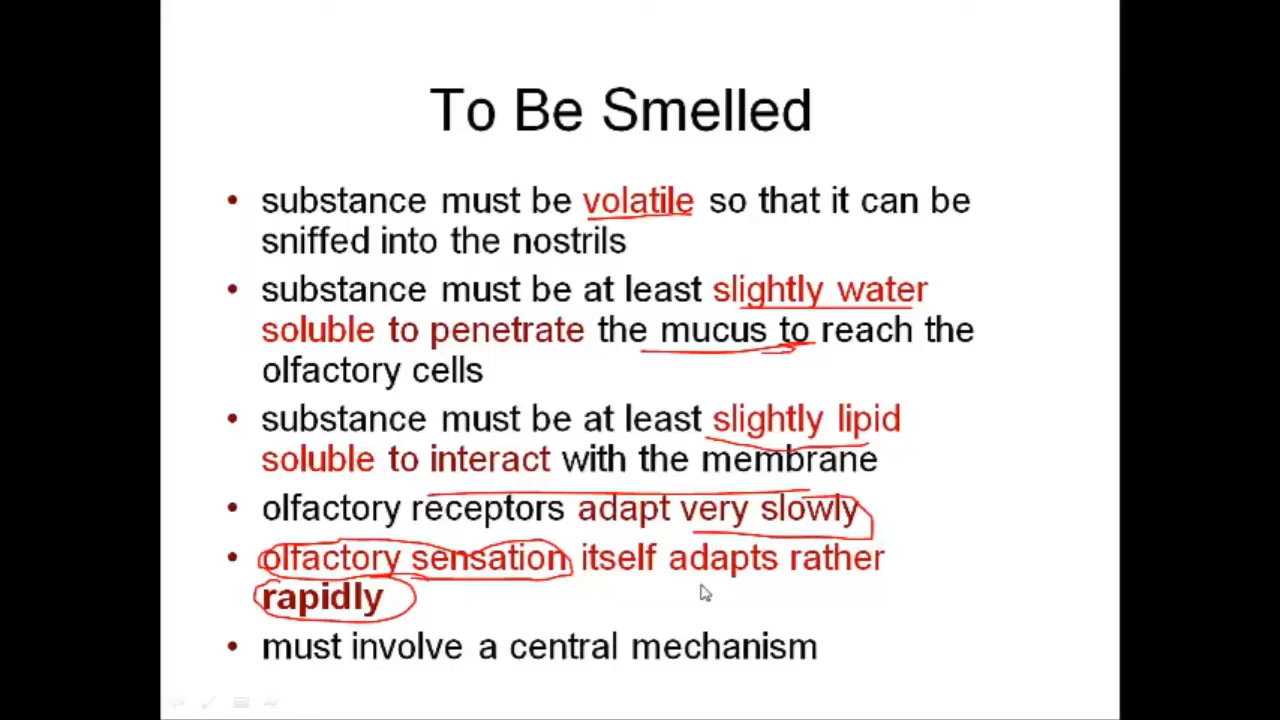 To Be Smelled
• substance must be volatile so that it can be
sniffed into the nostrils
• substance must be at least slightly water
soluble to penetrate the mucus to reach the
olfactory cells
• substance must be at least slightly lipid
soluble to interact with the membrane
• olfactory receptors adapt very slowly
• olfactory sensation itself adapts rather
rapidly
• must involve a central mechanism